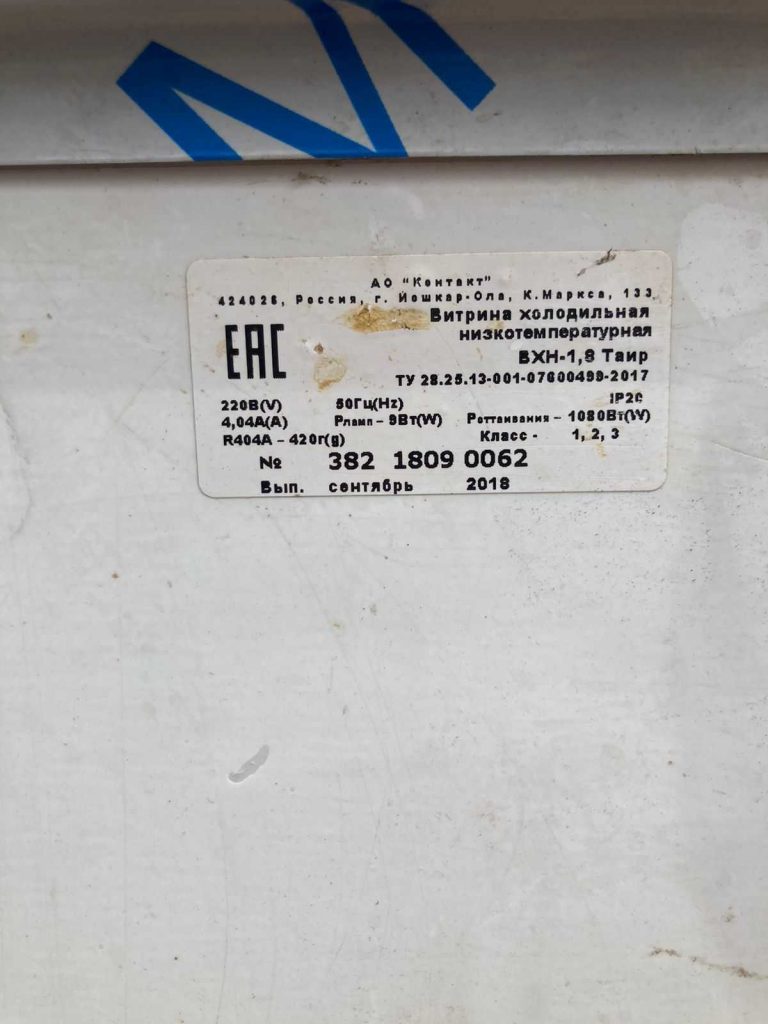 АО "Контакт"
424026, Россия, г. Йошкар-Ола, К.Маркса, 133
Витрина холодильная
низкотемпературная
ВХН-1,8 Таир
ТУ 28.25.13-001-07600499-2017
EAC
IP20
220В(V) 50Гц(Hz)
4,04А(А) Рламп - 9Вт(W) Роттаивания - 1080Вт(W)
R404A - 420г(g) Класс - 1, 2, 3
№ 382 1809 0062
Вып. сентябрь 2018